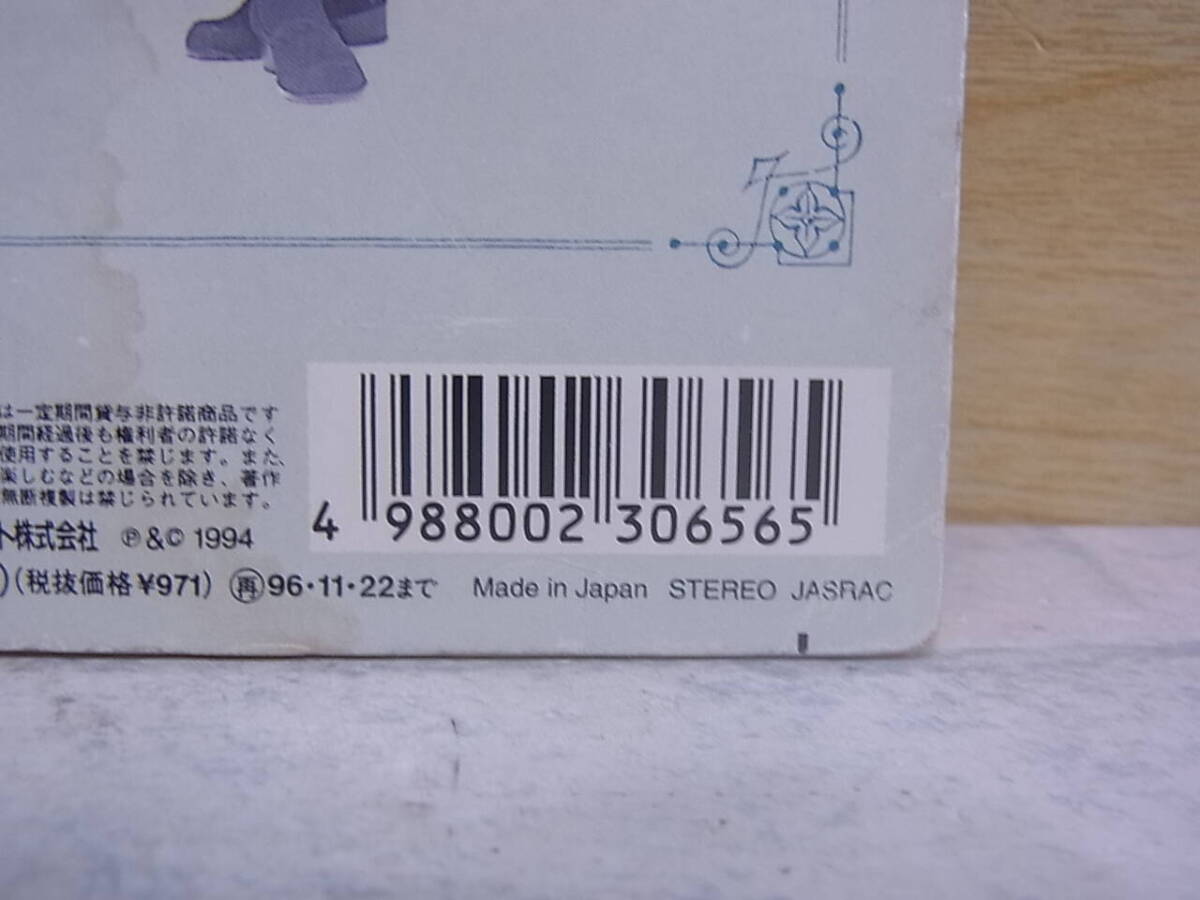 は一定期間貸与非許諾商品です
期間経過後も権利者の許諾なく
使用することを禁じます。また、
楽しむなどの場合を除き、著作
無断複製は禁じられています。
ト株式会社 ℗&© 1994
)(税抜価格¥971) 再96・11・22まで Made in Japan STEREO JASRAC
4 988002 306565